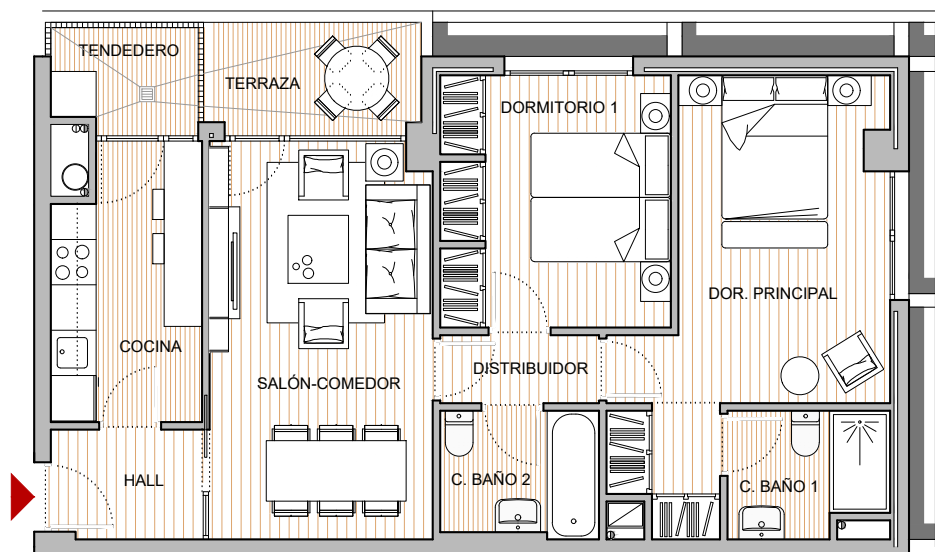 TENDEDERO
TERRAZA
DORMITORIO 1
DOR. PRINCIPAL
COCINA
SALÓN-COMEDOR
DISTRIBUIDOR
HALL
C. BAÑO 2
C. BAÑO 1